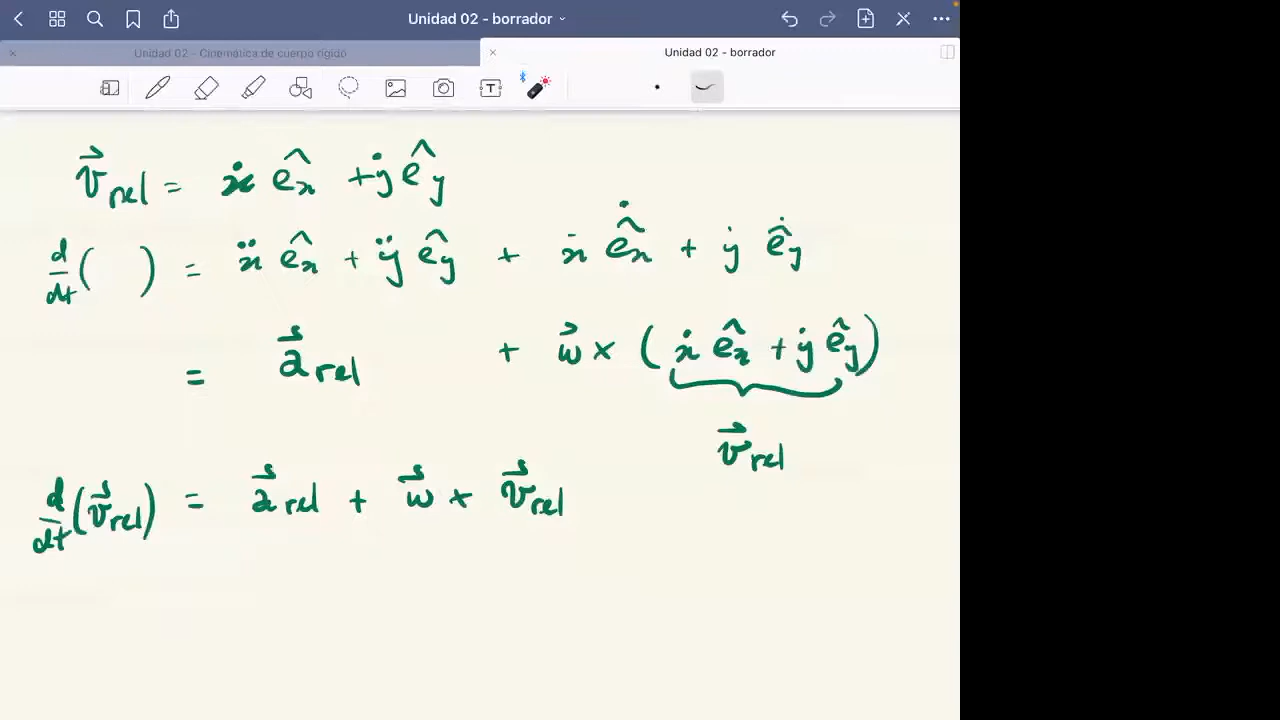 Unidad 02 - borrador
Unidad 02 - Cinemática de cuerpo rígido
Unidad 02 - borrador
v⃗rel = ẋ êx + ẏ êy
d/dt ( ) = ẍ êx + ÿ êy + ẋ ê̇x + ẏ ê̇y
= a⃗rel + ω⃗ × (ẋ êx + ẏ êy)
v⃗rel
d/dt (v⃗rel) = a⃗rel + ω⃗ × v⃗rel